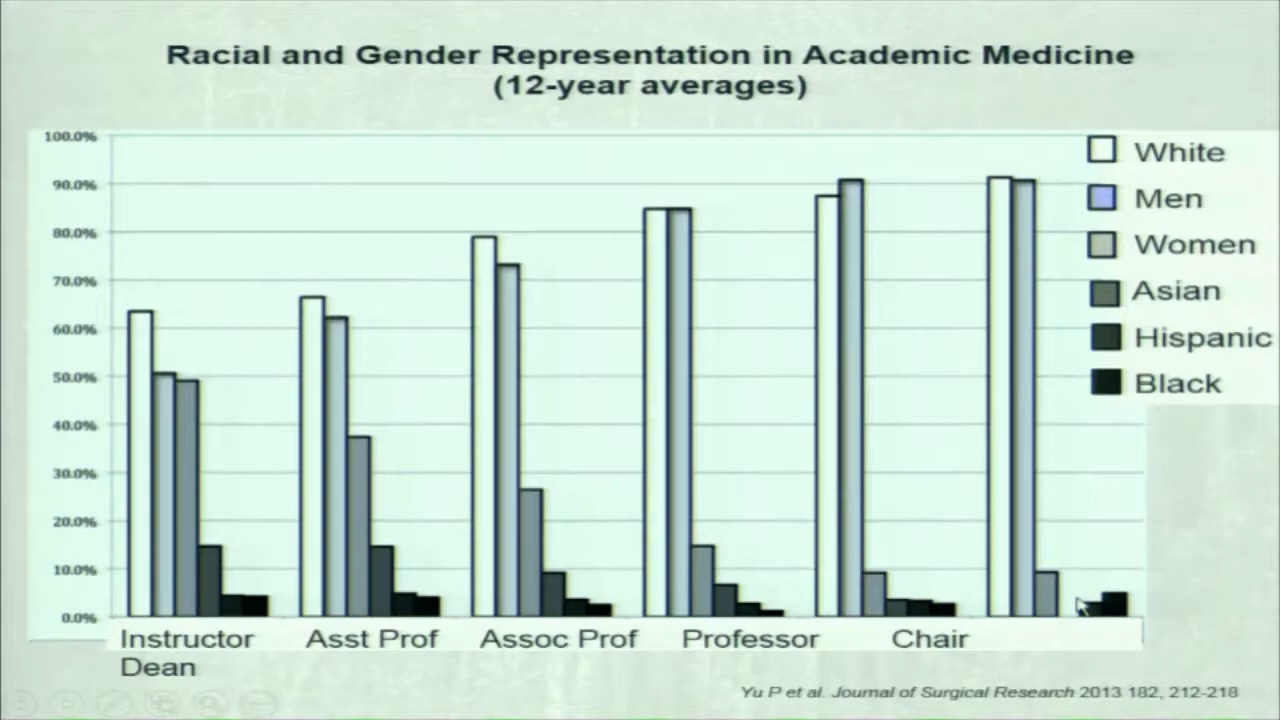 Racial and Gender Representation in Academic Medicine
(12-year averages)
100.0%
90.0%
80.0%
70.0%
60.0%
50.0%
40.0%
30.0%
20.0%
10.0%
0.0%
White
Men
Women
Asian
Hispanic
Black
Instructor Asst Prof Assoc Prof Professor Chair
Dean
Yu P et al. Journal of Surgical Research 2013 182, 212-218